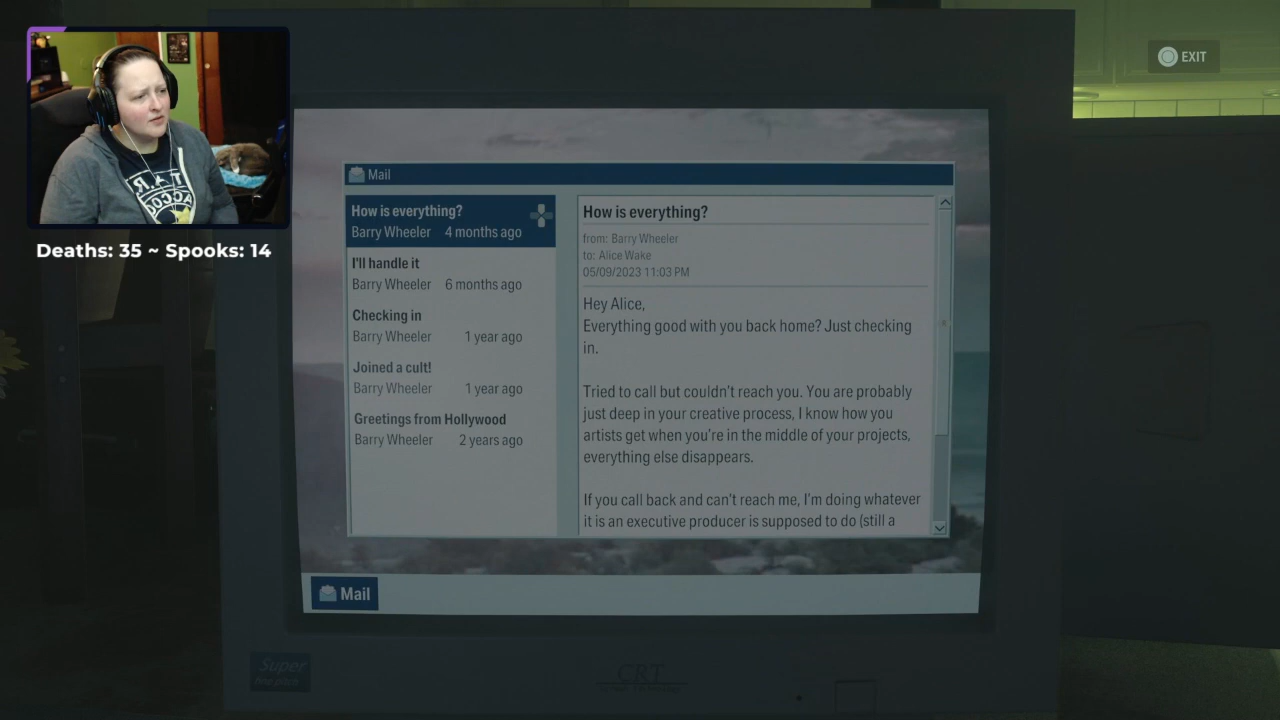 EXIT
Mail
How is everything?
Barry Wheeler 4 months ago
I'll handle it
Barry Wheeler 6 months ago
Checking in
Barry Wheeler 1 year ago
Joined a cult!
Barry Wheeler 1 year ago
Greetings from Hollywood
Barry Wheeler 2 years ago
How is everything?
from: Barry Wheeler
to: Alice Wake
05/09/2023 11:03 PM
Hey Alice,
Everything good with you back home? Just checking
in.
Tried to call but couldn't reach you. You are probably
just deep in your creative process, I know how you
artists get when you're in the middle of your projects,
everything else disappears.
If you call back and can't reach me, I'm doing whatever
it is an executive producer is supposed to do (still a
Deaths: 35 ~ Spooks: 14
Mail
Super
fine pitch
CRT